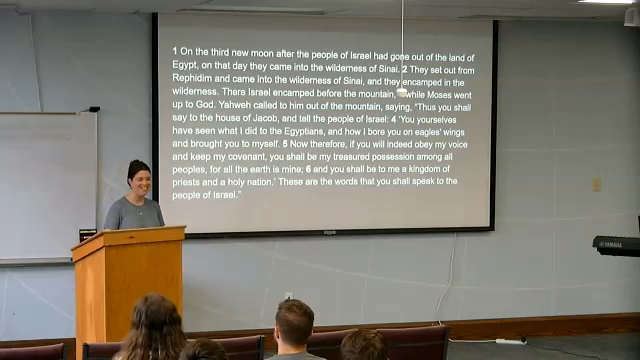 1 On the third new moon after the people of Israel had gone out of the land of
Egypt, on that day they came into the wilderness of Sinai. 2 They set out from
Rephidim and came into the wilderness of Sinai, and they encamped in the
wilderness. There Israel encamped before the mountain, while Moses went
up to God. Yahweh called to him out of the mountain, saying, "Thus you shall
say to the house of Jacob, and tell the people of Israel: 4 'You yourselves
have seen what I did to the Egyptians, and how I bore you on eagles' wings
and brought you to myself. 5 Now therefore, if you will indeed obey my voice
and keep my covenant, you shall be my treasured possession among all
peoples, for all the earth is mine; 6 and you shall be to me a kingdom of
priests and a holy nation.' These are the words that you shall speak to the
people of Israel."